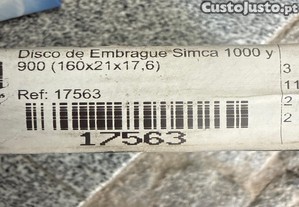 CustoJusto.pt
Disco de Embrague Simca 1000 y
900 (160x21x17,6)
Ref: 17563
17563
3
11
2
2